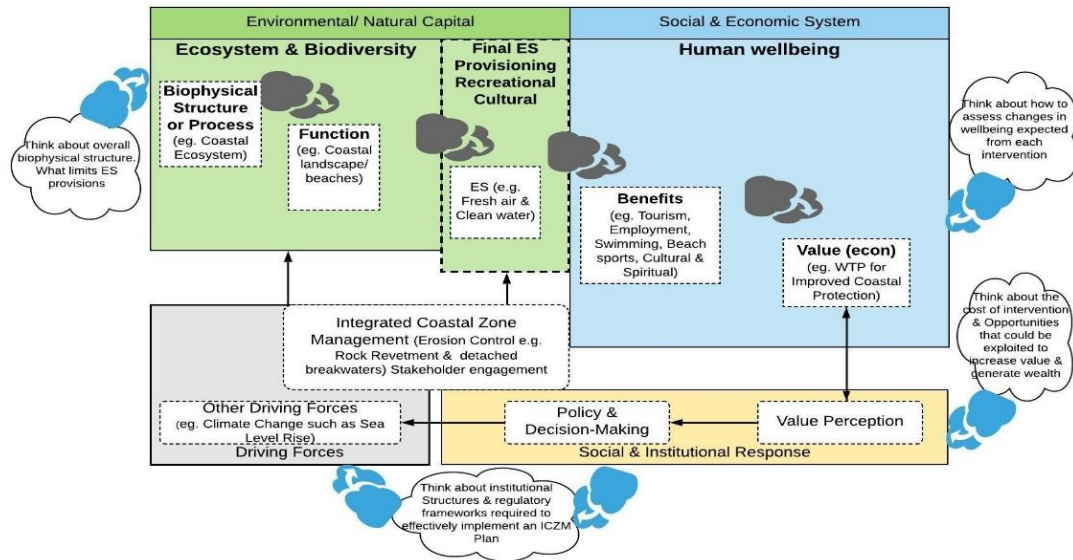 Environmental/ Natural Capital
Social & Economic System
Ecosystem & Biodiversity
Final ES
Provisioning
Recreational
Cultural
Human wellbeing
Biophysical
Structure
or Process
(eg. Coastal
Ecosystem)
Function
(eg. Coastal
landscape/
beaches)
ES (e.g.
Fresh air &
Clean water)
Benefits
(eg. Tourism,
Employment,
Swimming, Beach
sports, Cultural &
Spiritual)
Value (econ)
(eg. WTP for
Improved Coastal
Protection)
Think about overall
biophysical structure.
What limits ES
provisions
Think about how to
assess changes in
wellbeing expected
from each
intervention
Think about the
cost of intervention
& Opportunities
that could be
exploited to
increase value &
generate wealth
Integrated Coastal Zone
Management (Erosion Control e.g.
Rock Revetment & detached
breakwaters) Stakeholder engagement
Other Driving Forces
(eg. Climate Change such as Sea
Level Rise)
Driving Forces
Policy &
Decision-Making
Value Perception
Social & Institutional Response
Think about institutional
Structures & regulatory
frameworks required to
effectively implement an ICZM
Plan